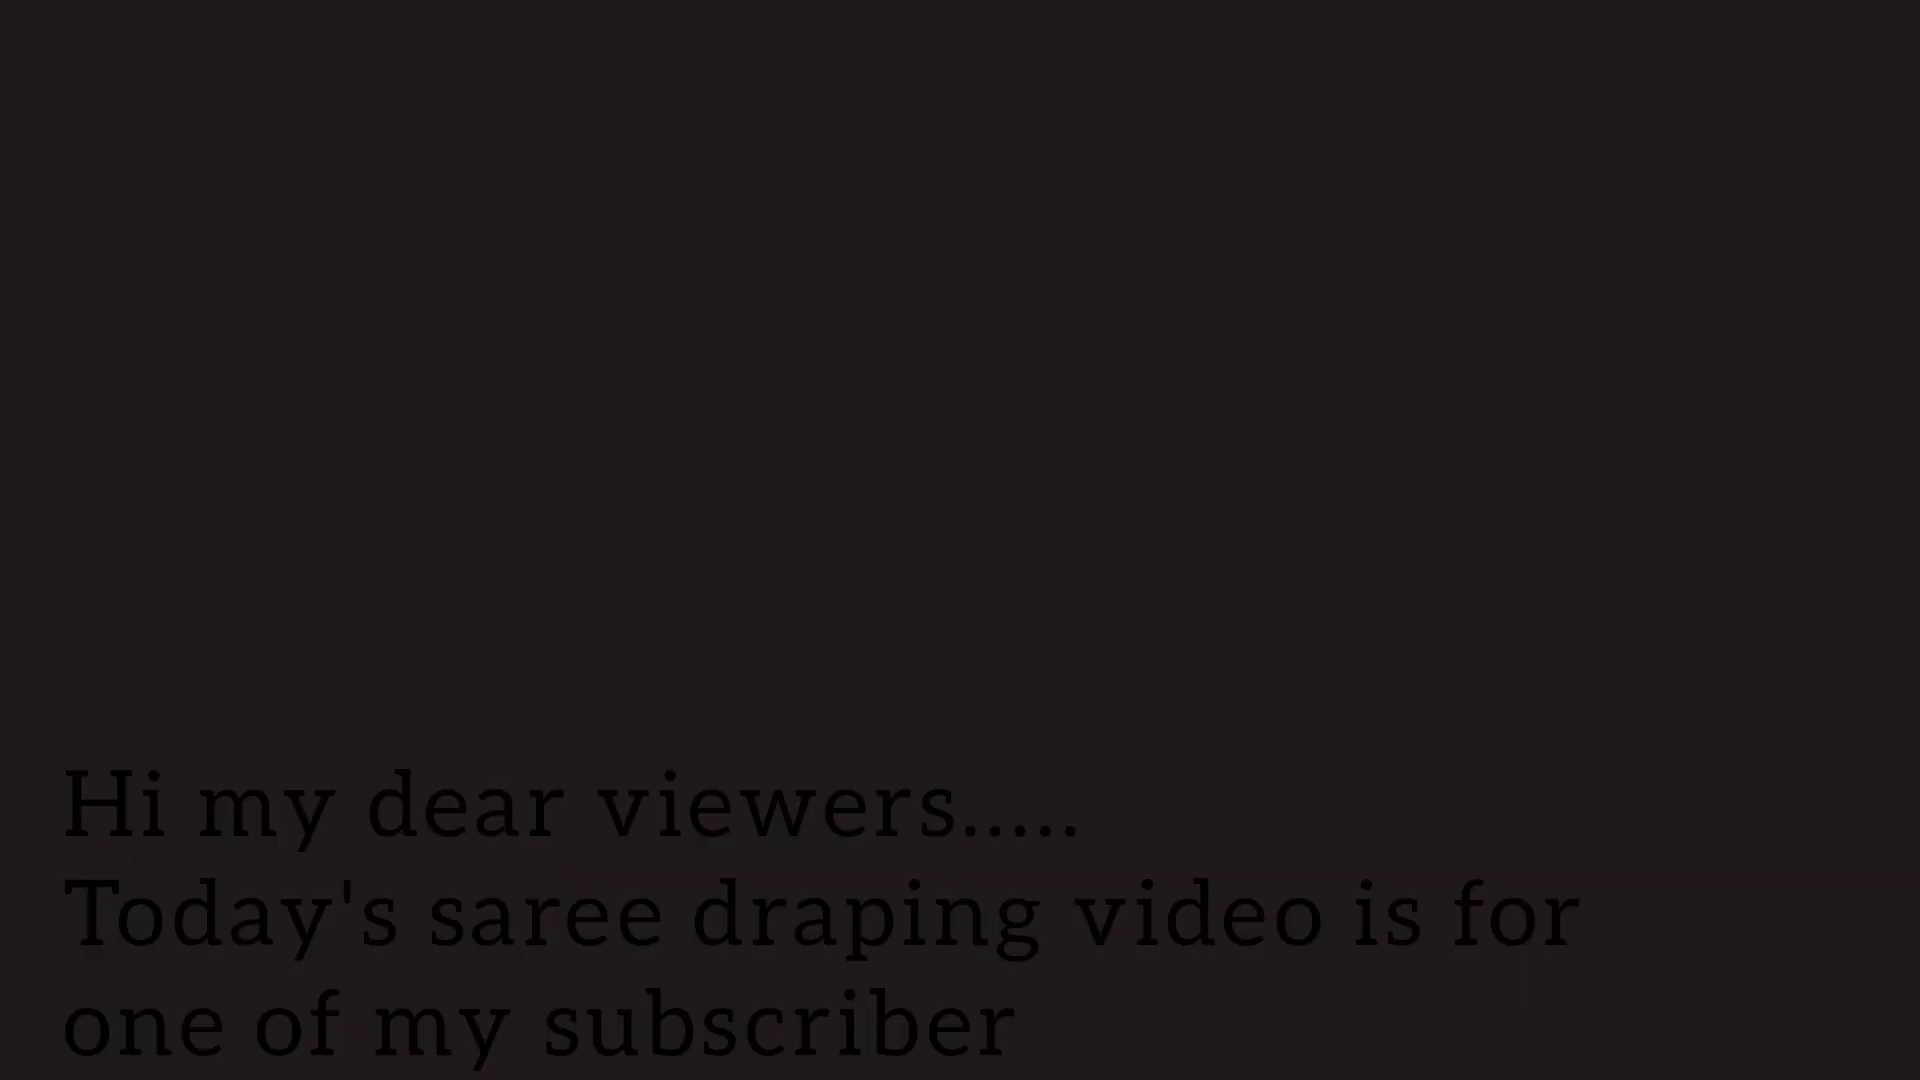 Hi my dear viewers.....
Today's saree draping video is for
one of my subscriber